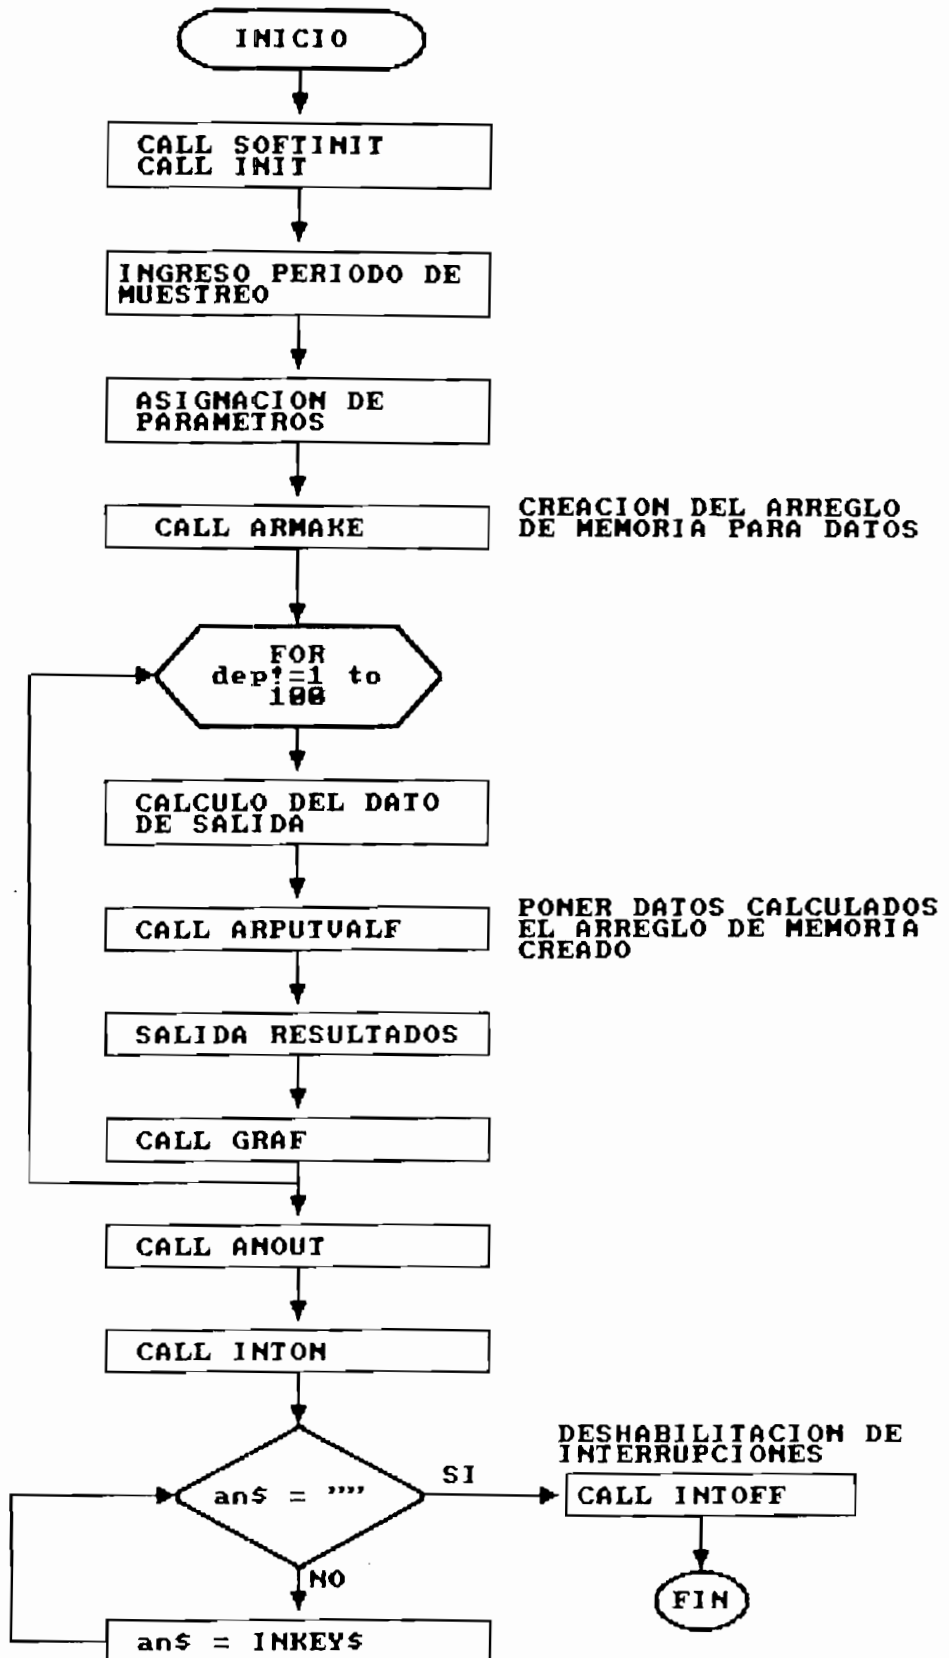 INICIO
CALL SOFTINIT
CALL INIT
INGRESO PERIODO DE
MUESTREO
ASIGNACION DE
PARAMETROS
CALL ARMAKE
CREACION DEL ARREGLO
DE MEMORIA PARA DATOS
FOR
dep!=1 to
100
CALCULO DEL DATO
DE SALIDA
CALL ARPUTVALF
PONER DATOS CALCULADOS
EL ARREGLO DE MEMORIA
CREADO
SALIDA RESULTADOS
CALL GRAF
CALL ANOUT
CALL INTON
DESHABILITACION DE
INTERRUPCIONES
an$ = """"
SI
CALL INTOFF
NO
FIN
an$ = INKEY$